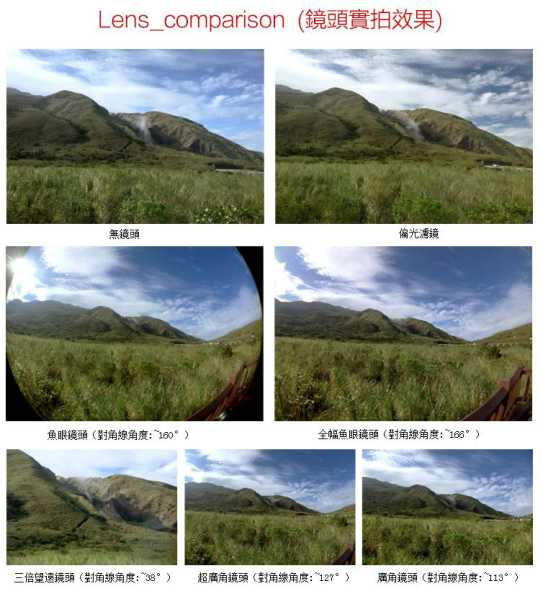 Lens_comparison (鏡頭實拍效果)
無鏡頭
偏光濾鏡
魚眼鏡頭(對角線角度:~160°)
全幅魚眼鏡頭(對角線角度:~166°)
三倍望遠鏡頭(對角線角度:~38°)
超廣角鏡頭(對角線角度:~127°)
廣角鏡頭(對角線角度:~113°)